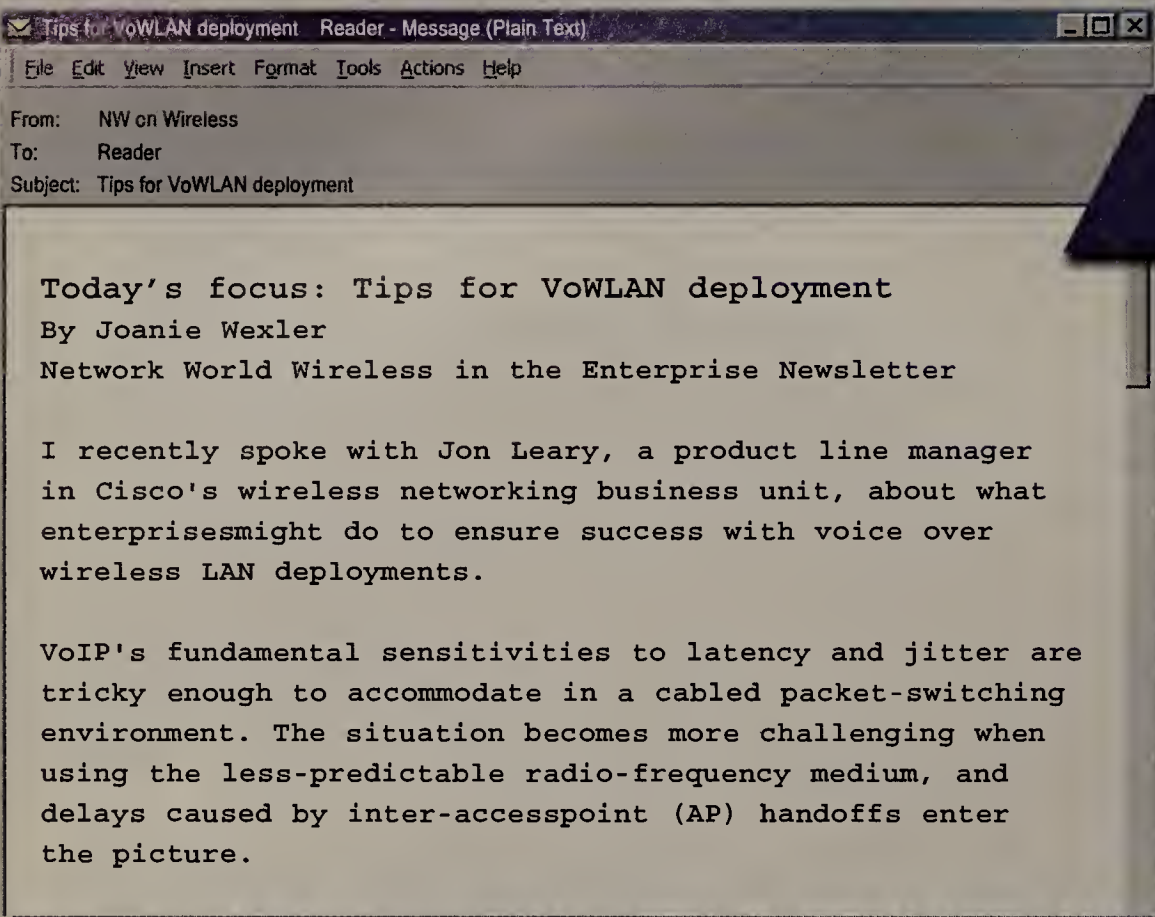 Tips for VoWLAN deployment Reader - Message (Plain Text)
File Edit View Insert Format Tools Actions Help
From: NW on Wireless
To: Reader
Subject: Tips for VoWLAN deployment
Today's focus: Tips for VoWLAN deployment
By Joanie Wexler
Network World Wireless in the Enterprise Newsletter
I recently spoke with Jon Leary, a product line manager
in Cisco's wireless networking business unit, about what
enterprisesmight do to ensure success with voice over
wireless LAN deployments.
VoIP's fundamental sensitivities to latency and jitter are
tricky enough to accommodate in a cabled packet-switching
environment. The situation becomes more challenging when
using the less-predictable radio-frequency medium, and
delays caused by inter-accesspoint (AP) handoffs enter
the picture.